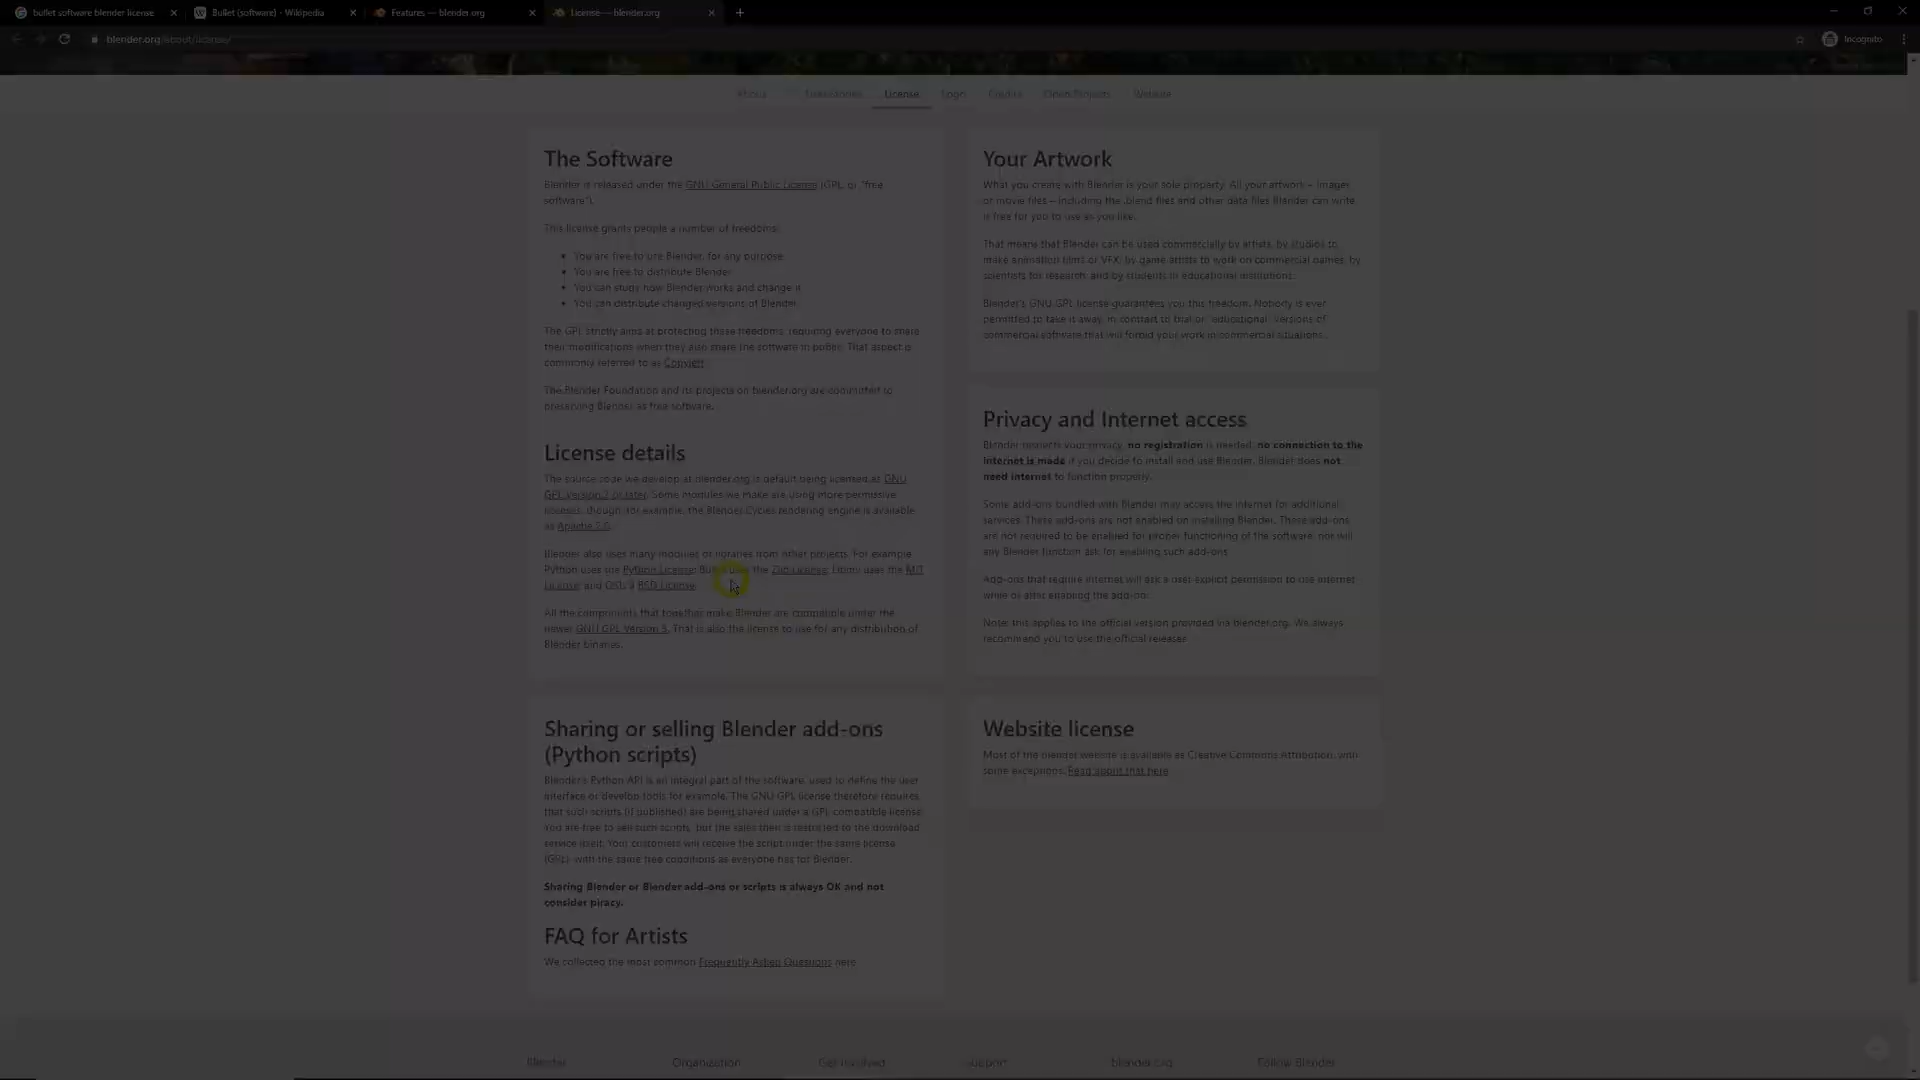 bullet software blender license
Bullet (software) - Wikipedia
Features — blender.org
License — blender.org
blender.org/about/license/
Incognito
About
License
Logo
Credits
Open Projects
Website
The Software
Blender is released under the GNU General Public License (GPL, or "free
software").
This license grants people a number of freedoms:
You are free to use Blender, for any purpose
You are free to distribute Blender
You can study how Blender works and change it
You can distribute changed versions of Blender
The GPL strictly aims at protecting these freedoms, requiring everyone to share
their modifications when they also share the software in public. That aspect is
commonly referred to as Copyleft.
The Blender Foundation and its projects on blender.org are committed to
preserving Blender as free software.
License details
The source code we develop at blender.org is default being licensed as GNU
GPL Version 2 or later. Some modules we make are using more permissive
licenses, though, for example, the Blender Cycles rendering engine is available
as Apache 2.0.
Blender also uses many modules or libraries from other projects. For example
Python uses the Python License; Bullet uses the Zlib License; Libmv uses the MIT
License; and OSL a BSD License.
All the components that together make Blender are compatible under the
newer GNU GPL Version 3. That is also the license to use for any distribution of
Blender binaries.
Sharing or selling Blender add-ons
(Python scripts)
Blender's Python API is an integral part of the software, used to define the user
interface or develop tools for example. The GNU GPL license therefore requires
that such scripts (if published) are being shared under a GPL compatible license.
You are free to sell such scripts, but the sales then is restricted to the download
service itself. Your customers will receive the script under the same license
(GPL), with the same free conditions as everyone has for Blender.
Sharing Blender or Blender add-ons or scripts is always OK and not
consider piracy.
FAQ for Artists
We collected the most common Frequently Asked Questions here
Your Artwork
What you create with Blender is your sole property. All your artwork – images
or movie files – including the .blend files and other data files Blender can write
is free for you to use as you like.
That means that Blender can be used commercially by artists, by studios to
make animation films or VFX, by game artists to work on commercial games, by
scientists for research, and by students in educational institutions.
Blender's GNU GPL license guarantees you this freedom. Nobody is ever
permitted to take it away, in contrast to trial or "educational" versions of
commercial software that will forbid your work in commercial situations.
Privacy and Internet access
Blender respects your privacy, no registration is needed, no connection to the
internet is made if you decide to install and use Blender. Blender does not
need internet to function properly.
Some add-ons bundled with Blender may access the internet for additional
services. These add-ons are not enabled on installing Blender. These add-ons
are not required to be enabled for proper functioning of the software, nor will
any Blender function ask for enabling such add-ons.
Add-ons that require internet will ask a user explicit permission to use internet
while or after enabling the add-on.
Note: this applies to the official version provided via blender.org. We always
recommend you to use the official releases.
Website license
Most of the blender website is available as Creative Commons Attribution, with
some exceptions. Read about that here
Blender
Organization
Get Involved
Support
blender.org
Follow Blender